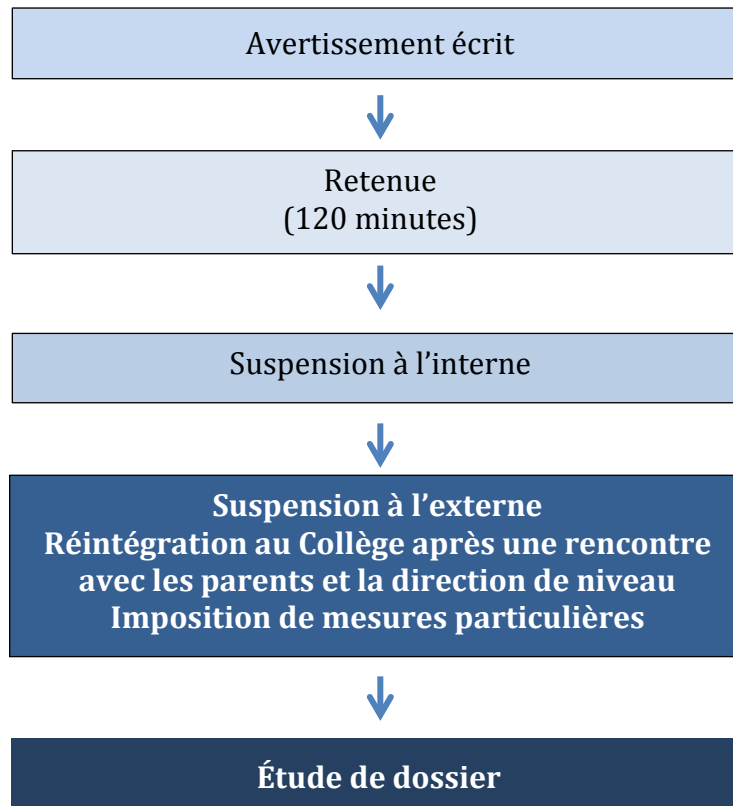 Avertissement écrit
Retenue
(120 minutes)
Suspension à l’interne
Suspension à l’externe
Réintégration au Collège après une rencontre
avec les parents et la direction de niveau
Imposition de mesures particulières
Étude de dossier